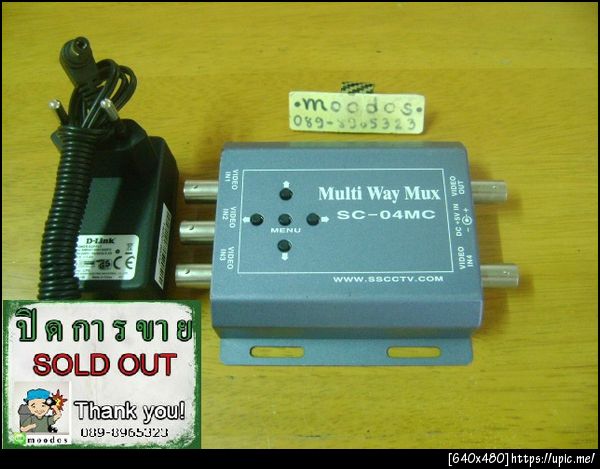 •moodos•
089-8965323
VIDEO IN1
VIDEO IN2
VIDEO IN3
Multi Way Mux
SC-04MC
MENU
WWW.SSCCTV.COM
VIDEO OUT
DC +5V IN
- +
VIDEO IN4
D-Link
ปิดการขาย
SOLD OUT
Thank you!
089-8965323
moodos
[640x480]https://upic.me/